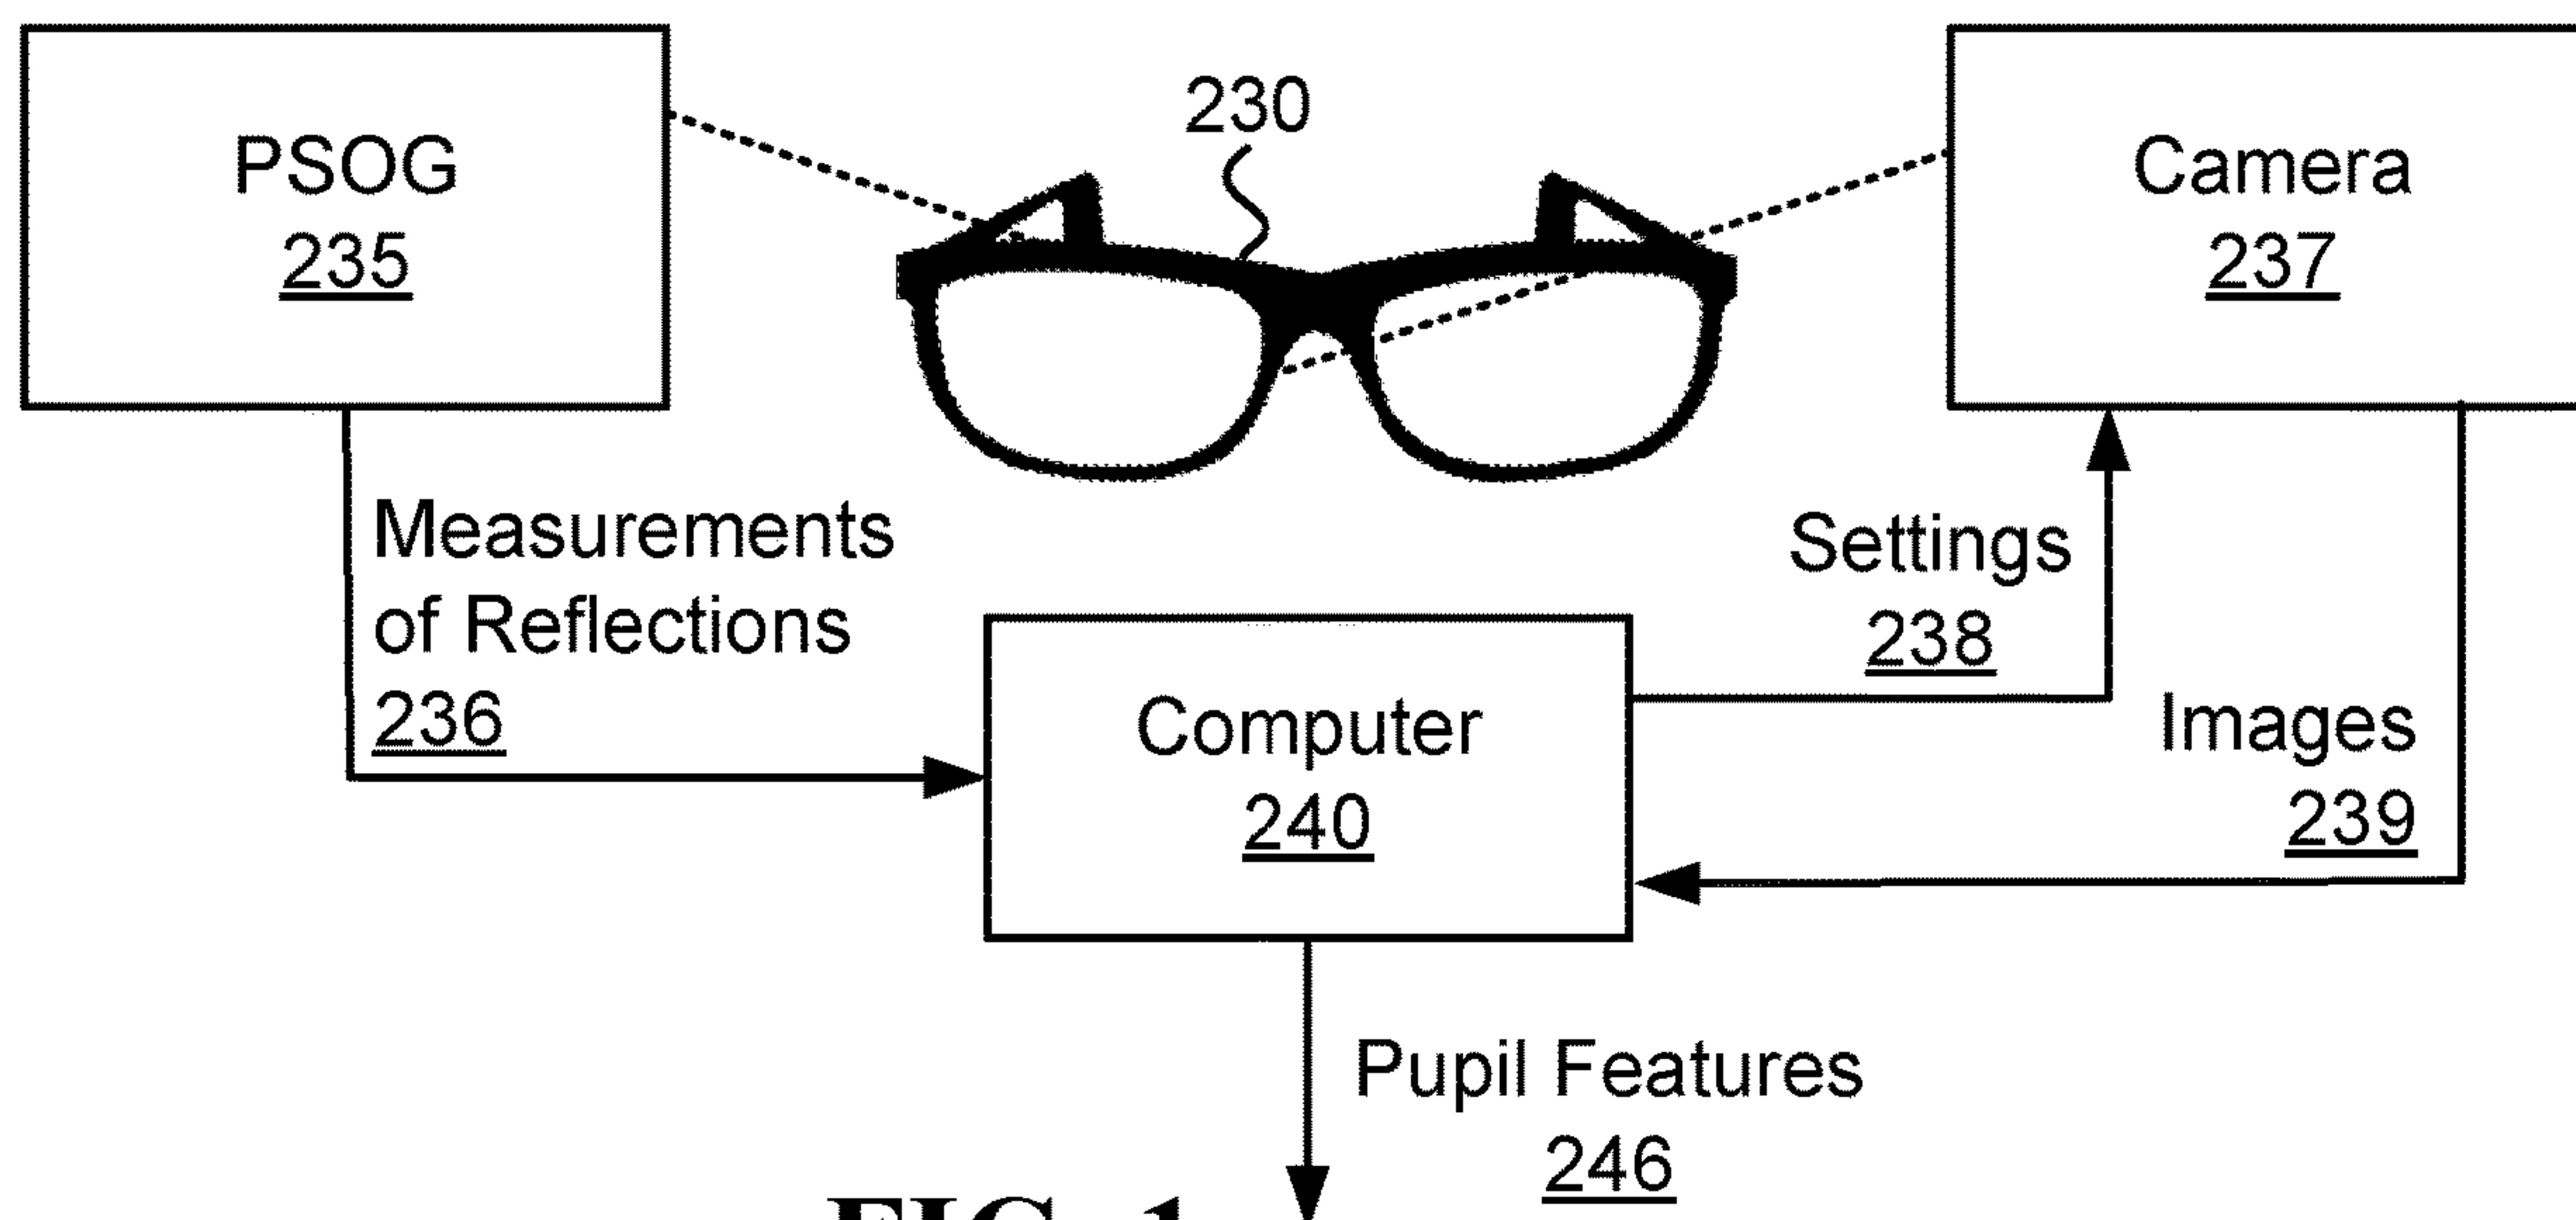 PSOG
235
230
Camera
237
Measurements
of Reflections
236
Settings
238
Computer
240
Images
239
Pupil Features
246